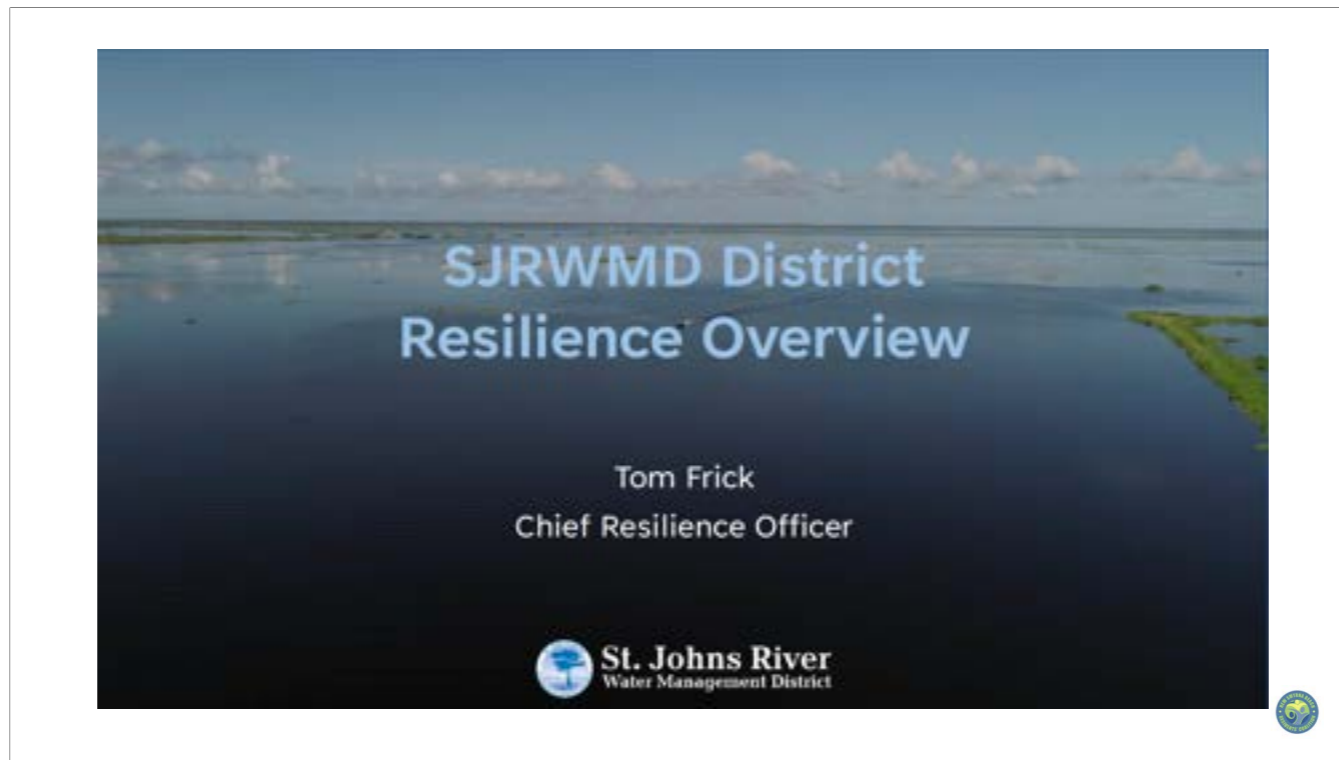 SJRWMD District
Resilience Overview
Tom Frick
Chief Resilience Officer
St. Johns River
Water Management District